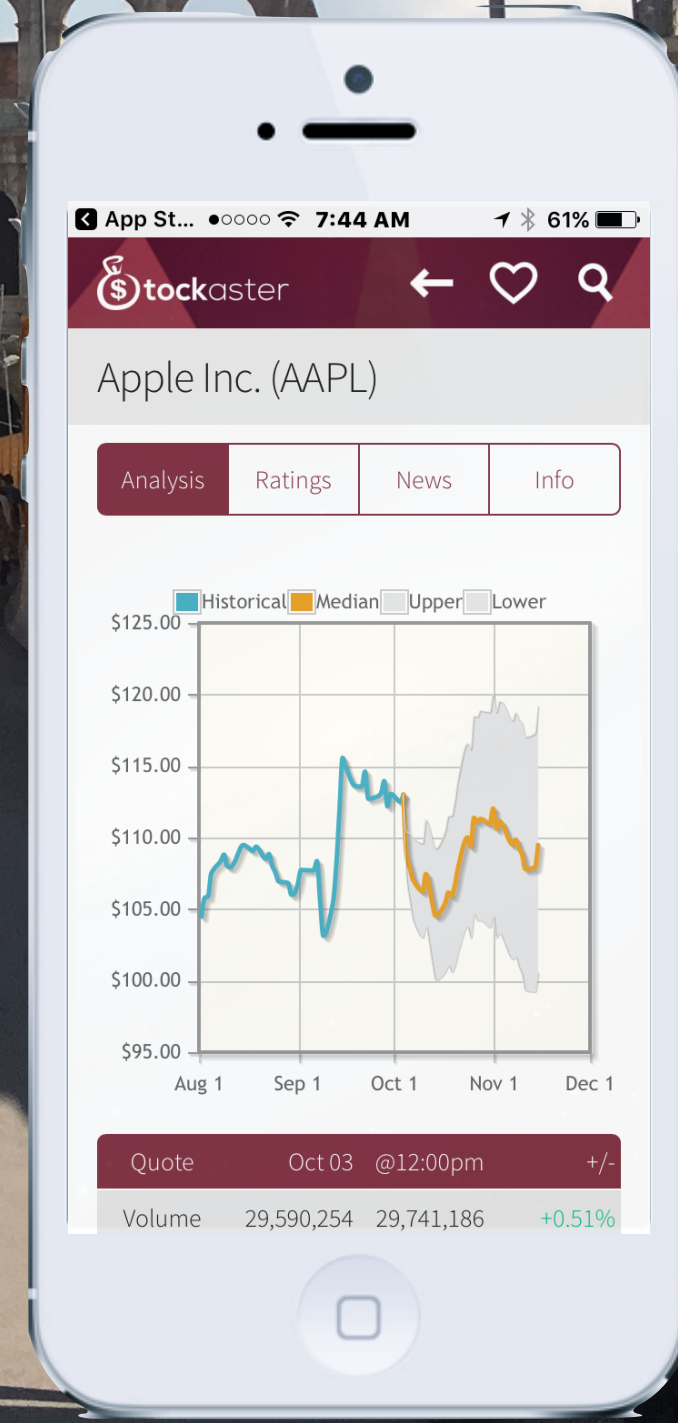 App St... 7:44 AM 61%
$tockaster
Apple Inc. (AAPL)
Analysis Ratings News Info
Historical Median Upper Lower
$125.00
$120.00
$115.00
$110.00
$105.00
$100.00
$95.00
Aug 1 Sep 1 Oct 1 Nov 1 Dec 1
Quote Oct 03 @12:00pm +/-
Volume 29,590,254 29,741,186 +0.51%